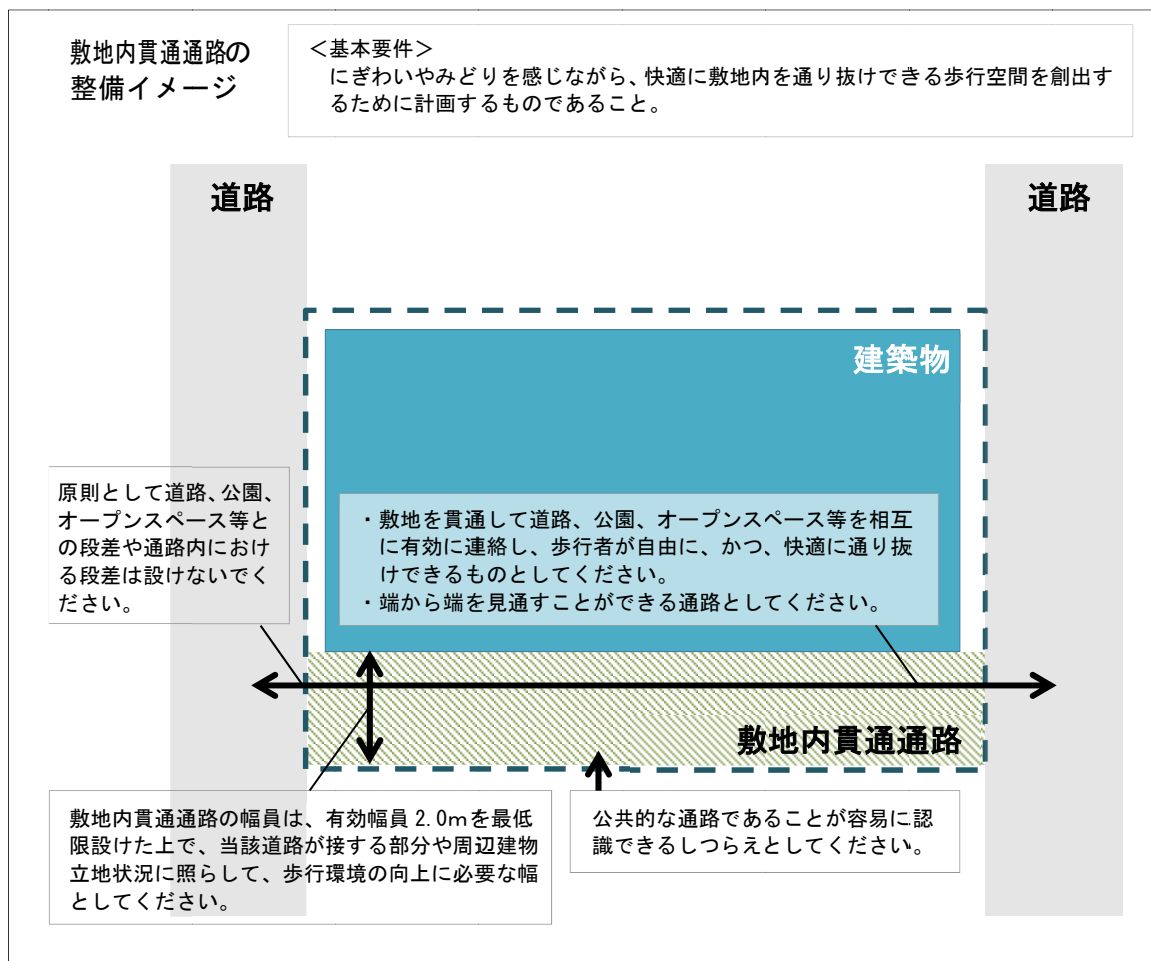 敷地内貫通通路の
整備イメージ
＜基本要件＞
にぎわいやみどりを感じながら、快適に敷地内を通り抜けできる歩行空間を創出す
るために計画するものであること。
道路
道路
建築物
原則として道路、公園、
オープンスペース等と
の段差や通路内におけ
る段差は設けないでく
ださい。
・敷地を貫通して道路、公園、オープンスペース等を相互
に有効に連絡し、歩行者が自由に、かつ、快適に通り抜
けできるものとしてください。
・端から端を見通すことができる通路としてください。
敷地内貫通通路
敷地内貫通通路の幅員は、有効幅員 2.0mを最低
限設けた上で、当該道路が接する部分や周辺建物
立地状況に照らして、歩行環境の向上に必要な幅
としてください。
公共的な通路であることが容易に認
識できるしつらえとしてください。